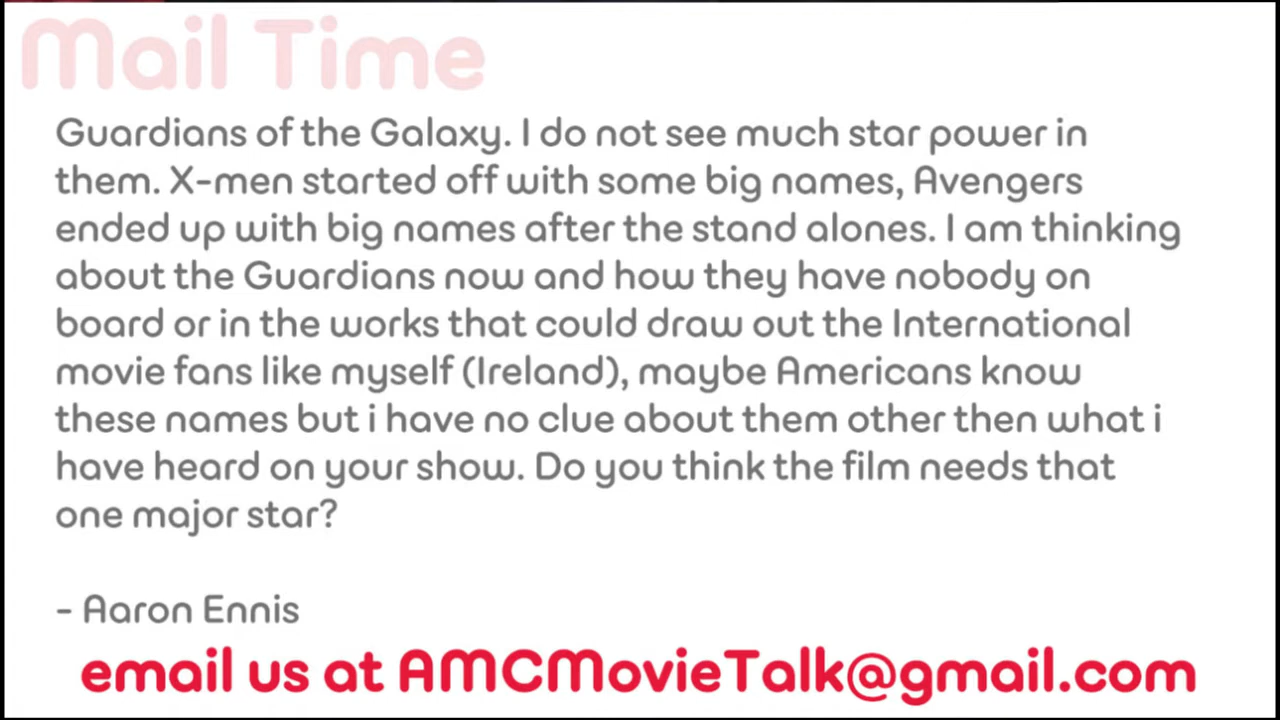 Mail Time
Guardians of the Galaxy. I do not see much star power in
them. X-men started off with some big names, Avengers
ended up with big names after the stand alones. I am thinking
about the Guardians now and how they have nobody on
board or in the works that could draw out the International
movie fans like myself (Ireland), maybe Americans know
these names but i have no clue about them other then what i
have heard on your show. Do you think the film needs that
one major star?
- Aaron Ennis
email us at AMCMovieTalk@gmail.com